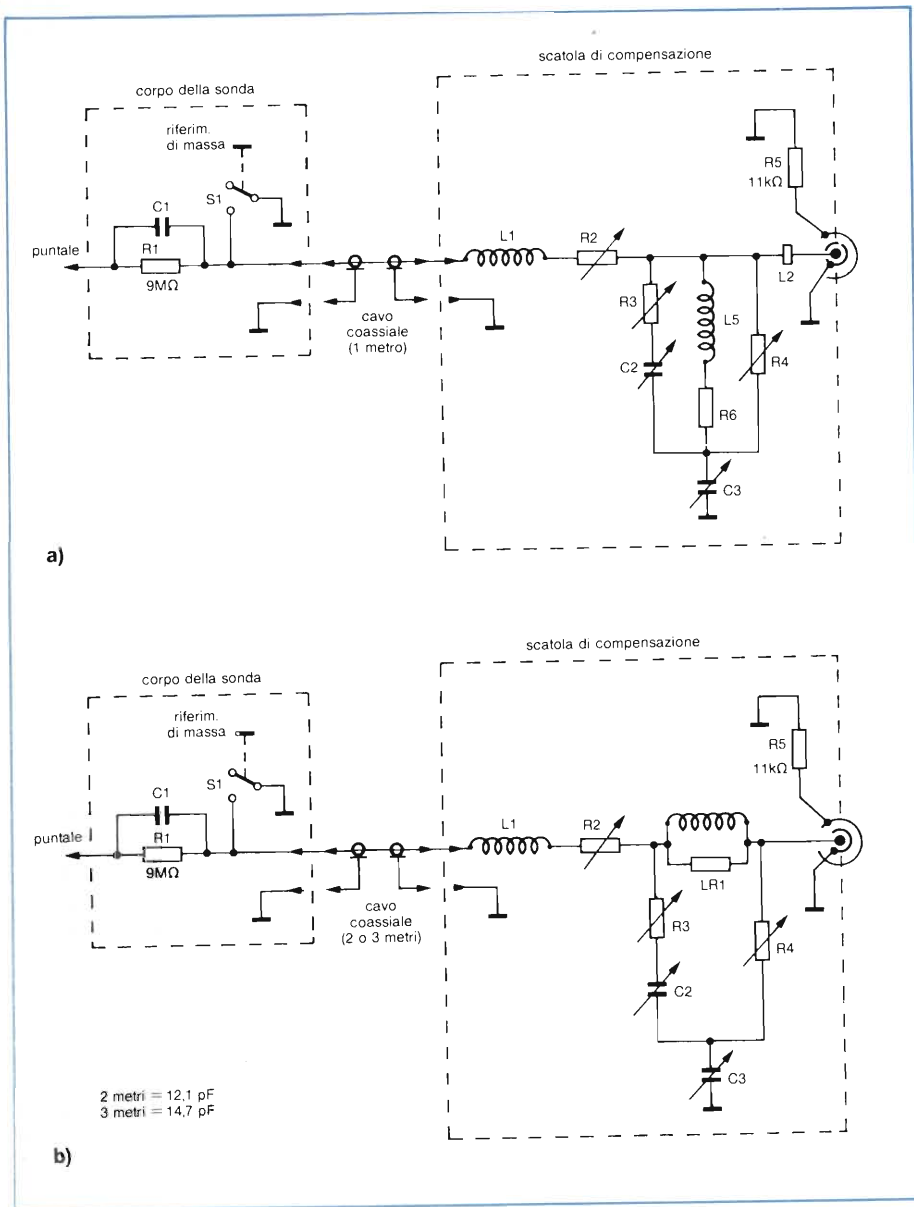 scatola di compensazione
corpo della sonda
riferim.
di massa
S1
C1
R1
9MΩ
puntale
cavo
coassiale
(1 metro)
L1
R2
R3
C2
L5
R6
R4
C3
L2
R5
11kΩ
a)
scatola di compensazione
corpo della sonda
riferim.
di massa
S1
C1
R1
9MΩ
puntale
cavo
coassiale
(2 o 3 metri)
L1
R2
LR1
R3
C2
R4
C3
R5
11kΩ
2 metri = 12,1 pF
3 metri = 14,7 pF
b)